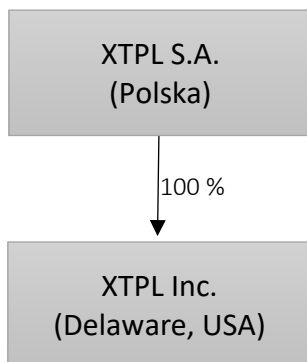 XTPL S.A.
(Polska)
100 %
XTPL Inc.
(Delaware, USA)